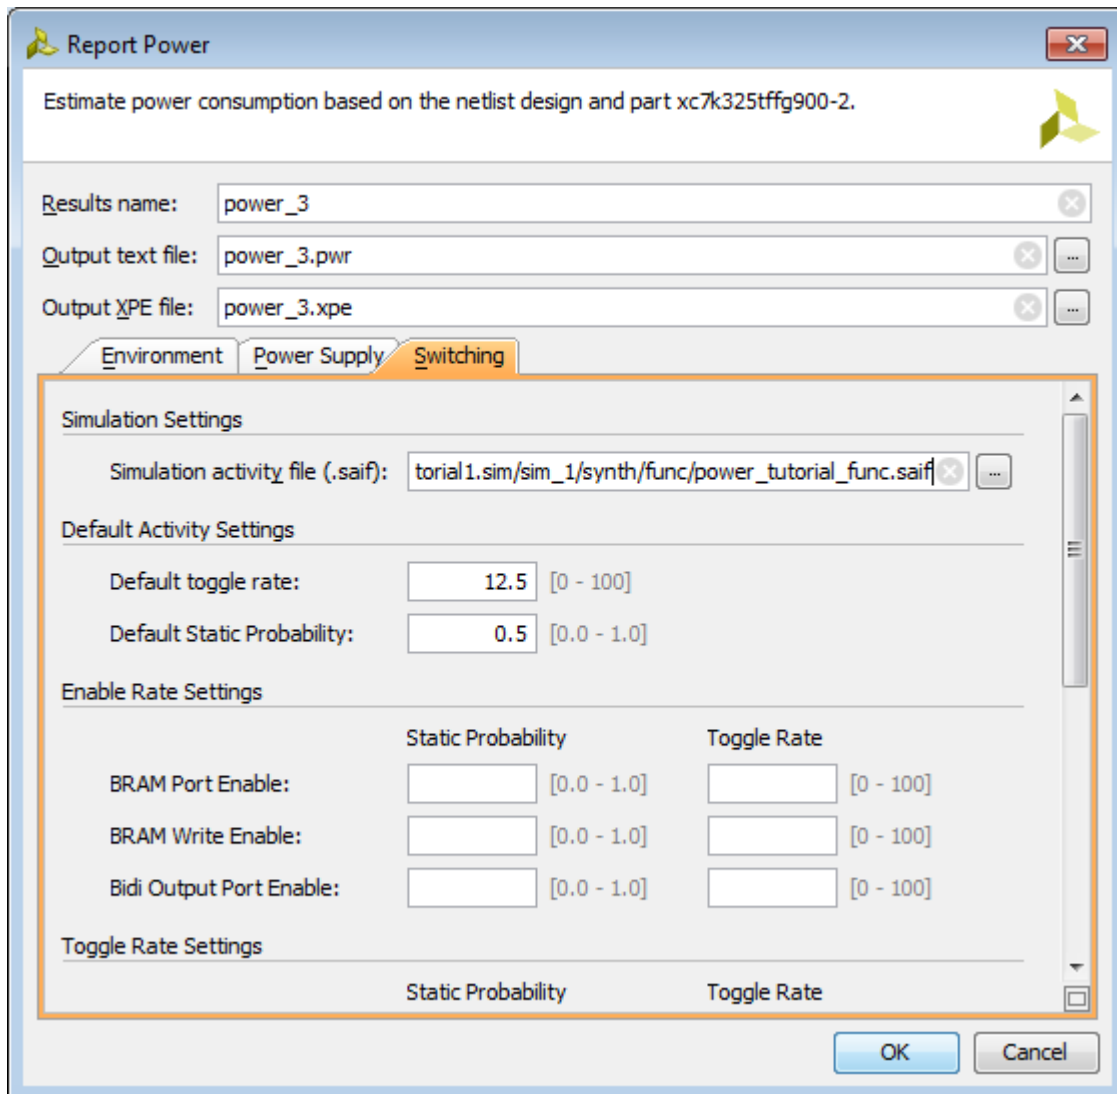 Report Power
Estimate power consumption based on the netlist design and part xc7k325tffg900-2.
Results name: power_3
Output text file: power_3.pwr ...
Output XPE file: power_3.xpe ...
Environment Power Supply Switching
Simulation Settings
Simulation activity file (.saif): torial1.sim/sim_1/synth/func/power_tutorial_func.saif ...
Default Activity Settings
Default toggle rate: 12.5 [0 - 100]
Default Static Probability: 0.5 [0.0 - 1.0]
Enable Rate Settings
Static Probability Toggle Rate
BRAM Port Enable: [0.0 - 1.0] [0 - 100]
BRAM Write Enable: [0.0 - 1.0] [0 - 100]
Bidi Output Port Enable: [0.0 - 1.0] [0 - 100]
Toggle Rate Settings
Static Probability Toggle Rate
OK Cancel